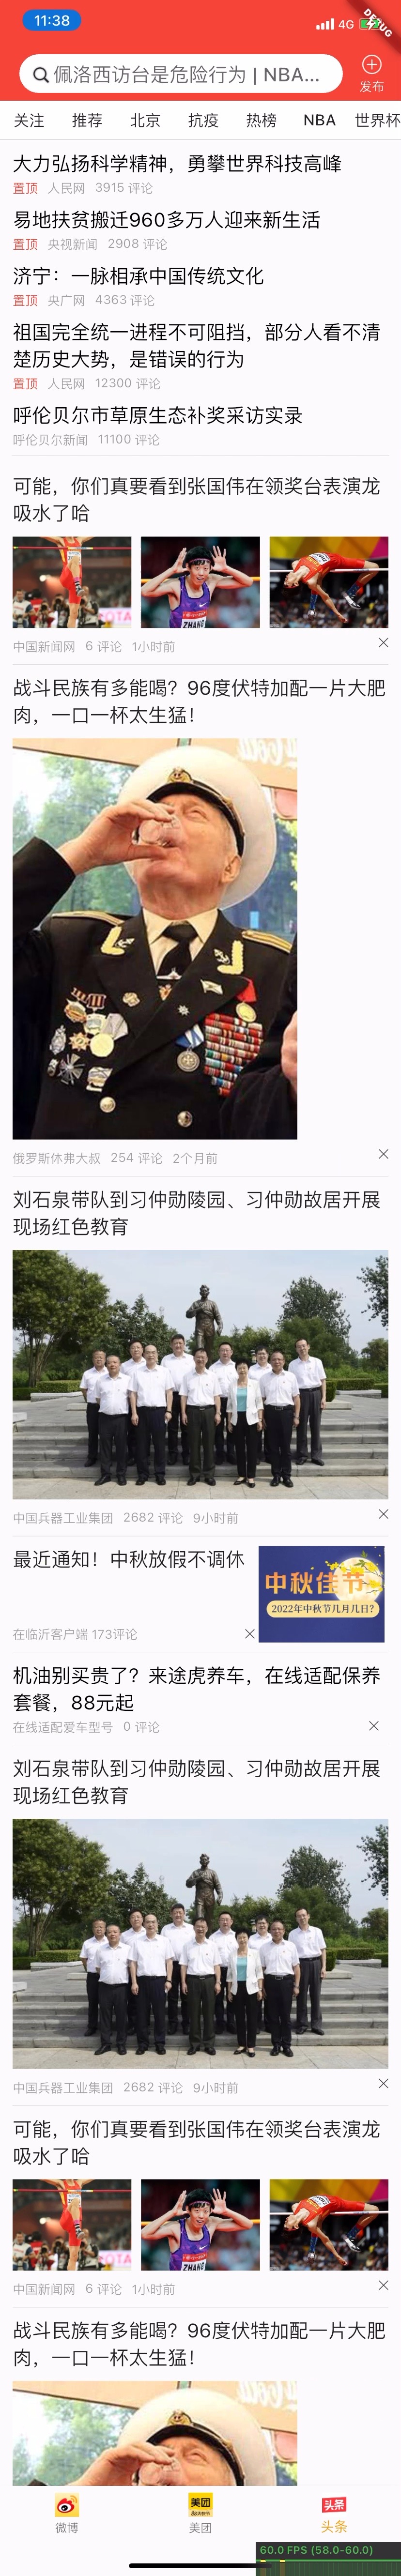 11:38
4G
DEBUG
佩洛西访台是危险行为 | NBA...
发布
关注 推荐 北京 抗疫 热榜 NBA 世界杯
大力弘扬科学精神，勇攀世界科技高峰
置顶 人民网 3915 评论
易地扶贫搬迁960多万人迎来新生活
置顶 央视新闻 2908 评论
济宁：一脉相承中国传统文化
置顶 央广网 4363 评论
祖国完全统一进程不可阻挡，部分人看不清
楚历史大势，是错误的行为
置顶 人民网 12300 评论
呼伦贝尔市草原生态补奖采访实录
呼伦贝尔新闻 11100 评论
可能，你们真要看到张国伟在领奖台表演龙
吸水了哈
ZHANG
中国新闻网 6 评论 1小时前
战斗民族有多能喝？96度伏特加配一片大肥
肉，一口一杯太生猛！
俄罗斯休弗大叔 254 评论 2个月前
刘石泉带队到习仲勋陵园、习仲勋故居开展
现场红色教育
中国兵器工业集团 2682 评论 9小时前
最近通知！中秋放假不调休
中秋佳节
2022年中秋节几月几日？
在临沂客户端 173评论
机油别买贵了？来途虎养车，在线适配保养
套餐，88元起
在线适配爱车型号 0 评论
刘石泉带队到习仲勋陵园、习仲勋故居开展
现场红色教育
中国兵器工业集团 2682 评论 9小时前
可能，你们真要看到张国伟在领奖台表演龙
吸水了哈
ZHANG
中国新闻网 6 评论 1小时前
战斗民族有多能喝？96度伏特加配一片大肥
肉，一口一杯太生猛！
美团
头条
微博 美团 头条
60.0 FPS (58.0-60.0)